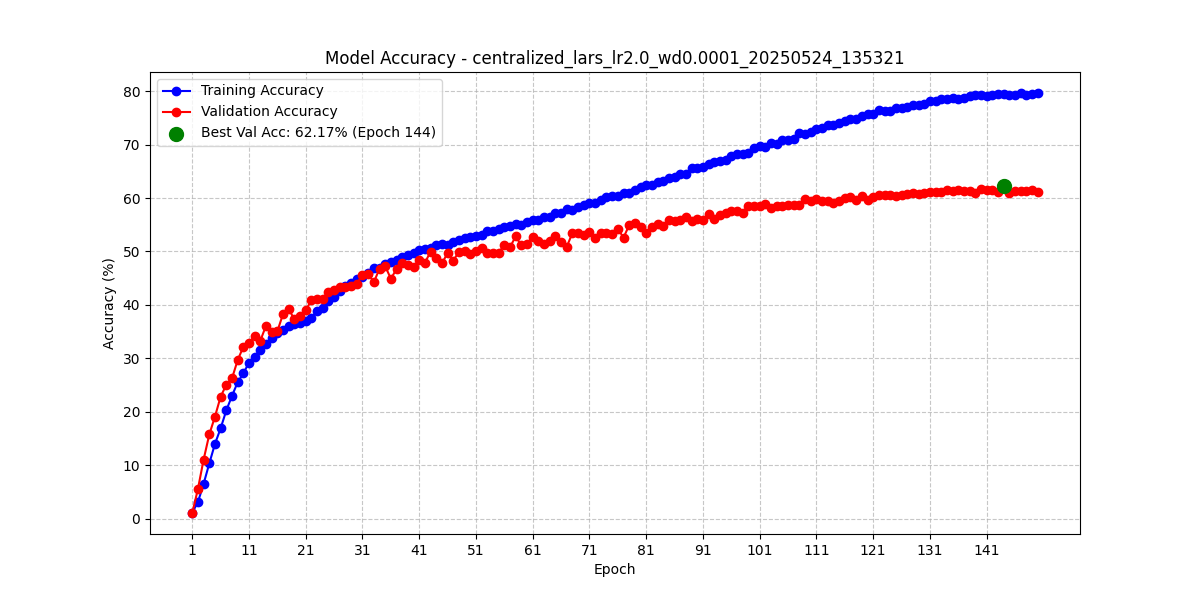 Model Accuracy - centralized_lars_lr2.0_wd0.0001_20250524_135321
Training Accuracy
Validation Accuracy
Best Val Acc: 62.17% (Epoch 144)
80
70
60
50
40
30
20
10
0
Accuracy (%)
1 11 21 31 41 51 61 71 81 91 101 111 121 131 141
Epoch